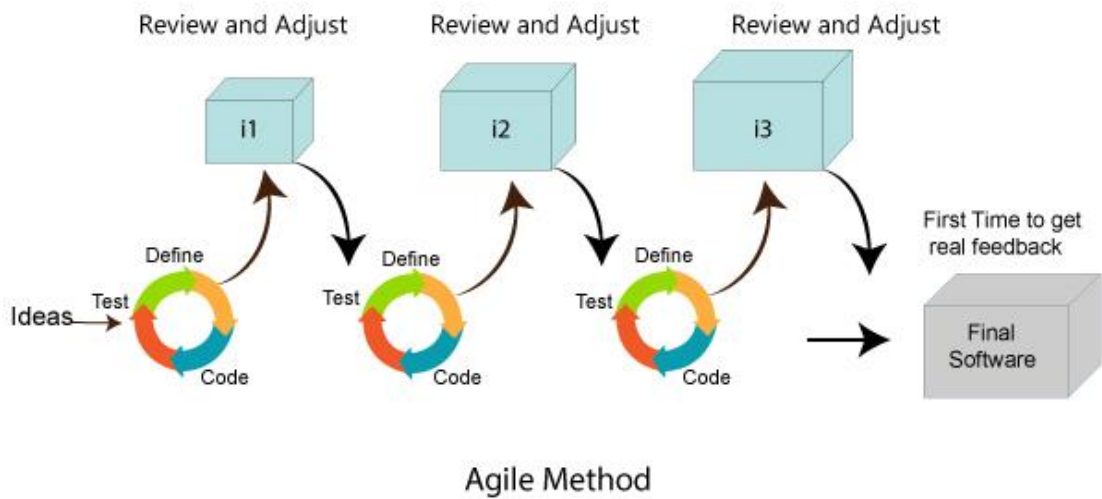 Review and Adjust
Review and Adjust
Review and Adjust
i1
i2
i3
First Time to get
real feedback
Define
Define
Define
Test
Test
Test
Ideas
Final
Software
Code
Code
Code
Agile Method